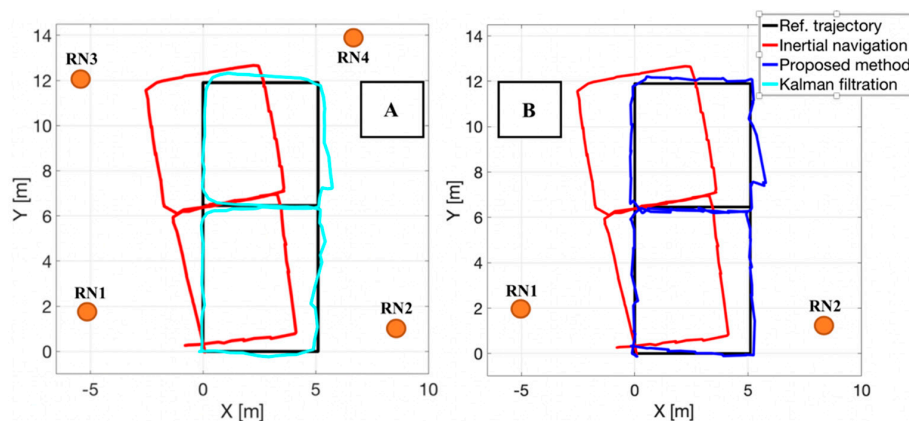 14
12
10
8
6
4
2
0
Y [m]
-5
0
5
10
X [m]
RN3
RN4
A
RN1
RN2
14
12
10
8
6
4
2
0
Y [m]
-5
0
5
10
X [m]
B
RN1
RN2
Ref. trajectory
Inertial navigation
Proposed method
Kalman filtration